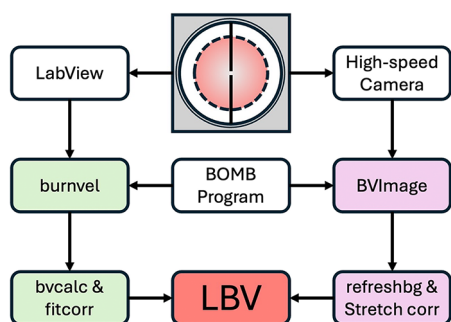 LabView
High-speed
Camera
burnvel
BOMB
Program
BVImage
bvcalc &
fitcorr
LBV
refreshbg &
Stretch corr